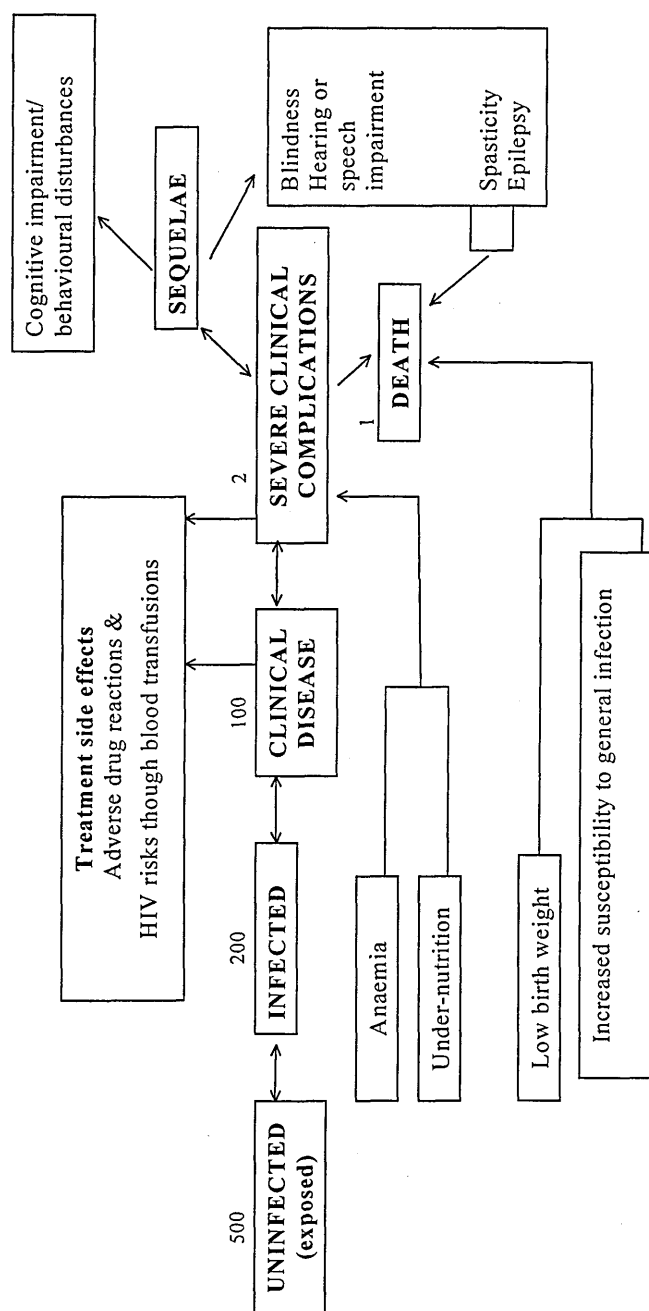 Treatment side effects
Adverse drug reactions &
HIV risks though blood transfusions
Cognitive impairment/
behavioural disturbances
SEQUELAE
500
UNINFECTED
(exposed)
200
INFECTED
100
CLINICAL
DISEASE
2
SEVERE CLINICAL
COMPLICATIONS
Blindness
Hearing or
speech
impairment
Spasticity
Epilepsy
1
DEATH
Anaemia
Under-nutrition
Low birth weight
Increased susceptibility to general infection